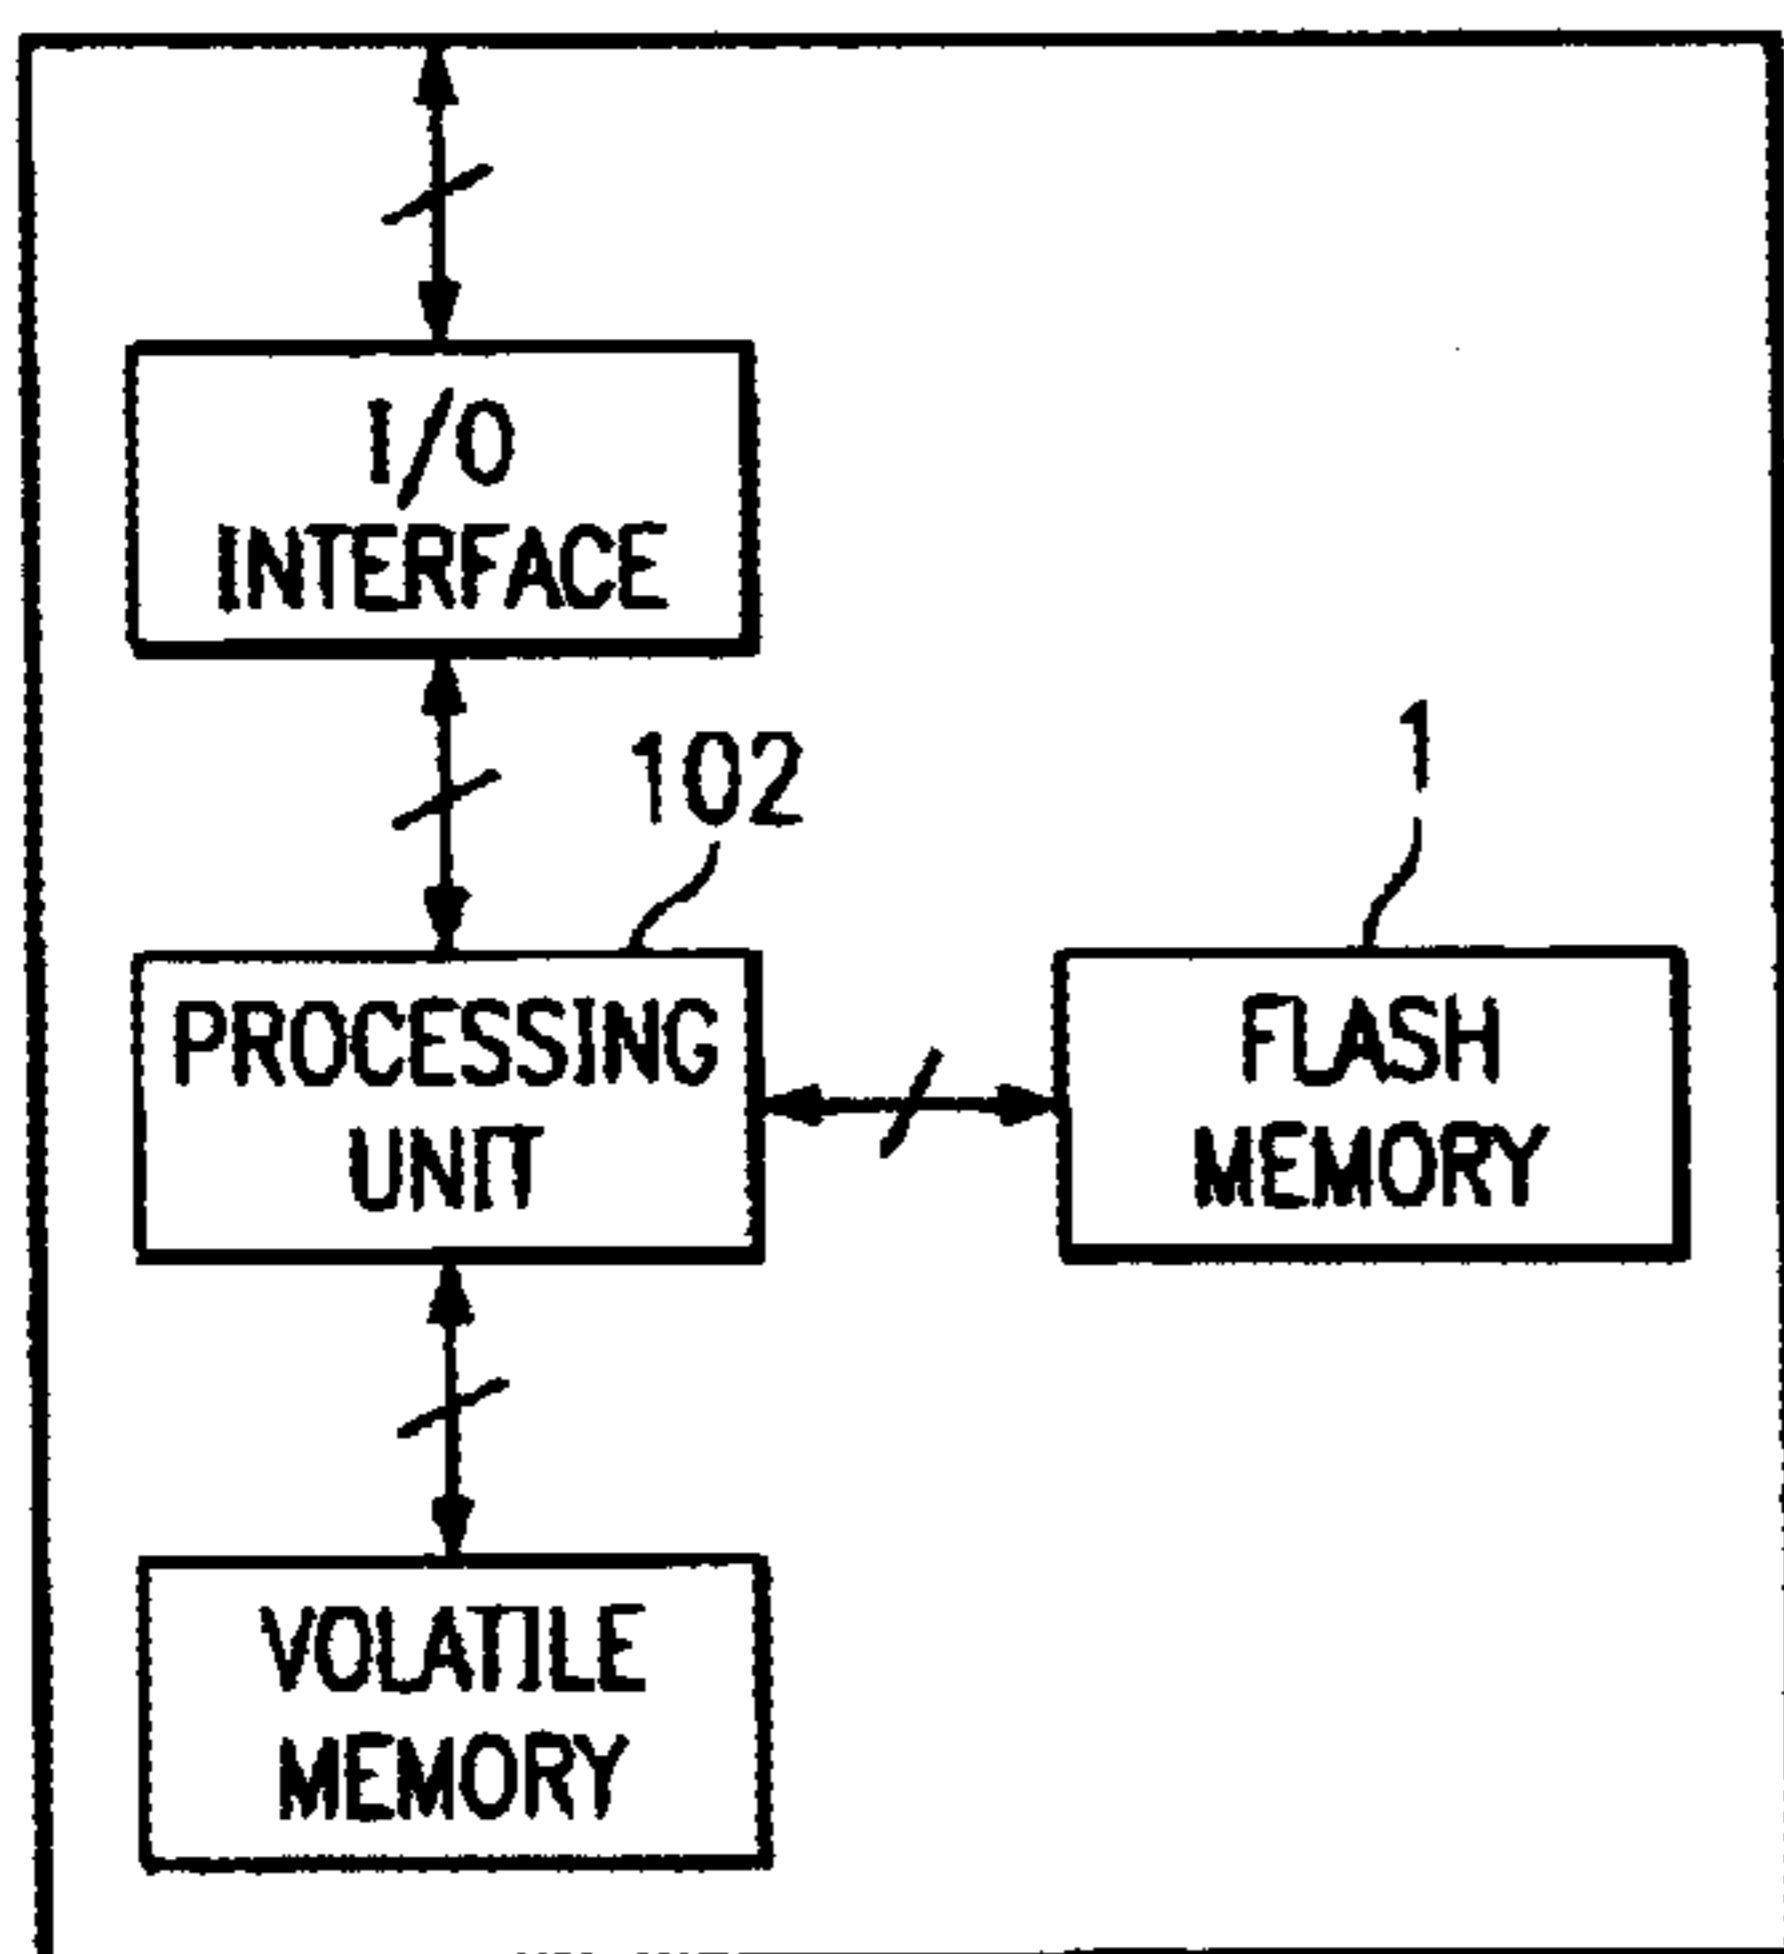 I/O
INTERFACE
102
1
PROCESSING
UNIT
FLASH
MEMORY
VOLATILE
MEMORY